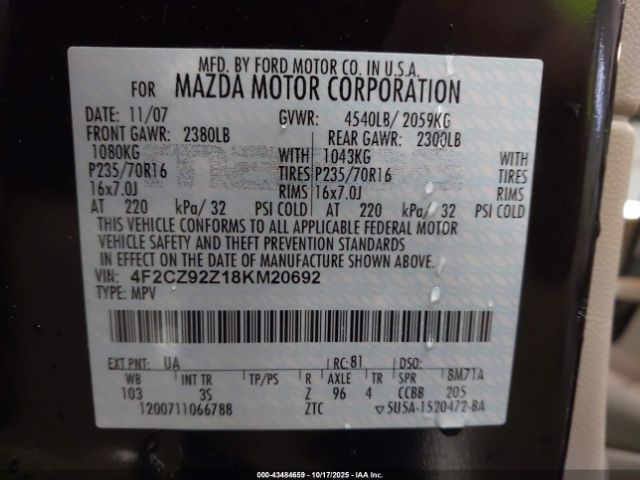 MFD. BY FORD MOTOR CO. IN U.S.A.
FOR MAZDA MOTOR CORPORATION
DATE: 11/07 GVWR: 4540LB/ 2059KG
FRONT GAWR: 2380LB REAR GAWR: 2300LB
1080KG WITH 1043KG WITH
P235/70R16 TIRES P235/70R16 TIRES
16x7.0J RIMS 16x7.0J RIMS
AT 220 kPa/ 32 PSI COLD AT 220 kPa/ 32 PSI COLD
THIS VEHICLE CONFORMS TO ALL APPLICABLE FEDERAL MOTOR
VEHICLE SAFETY AND THEFT PREVENTION STANDARDS
IN EFFECT ON THE DATE OF MANUFACTURE SHOWN ABOVE.
VIN: 4F2CZ92Z18KM20692
TYPE: MPV
EXT PNT: UA RC: 81 DSO:
WB INT TR TP/PS R AXLE TR SPR 8M71A
103 3S Z 96 4 CCBB 205
1200711066788 ZTC ▽5U5A-1520472-BA
000-43484659 | 10/17/2025 | IAA, Inc.